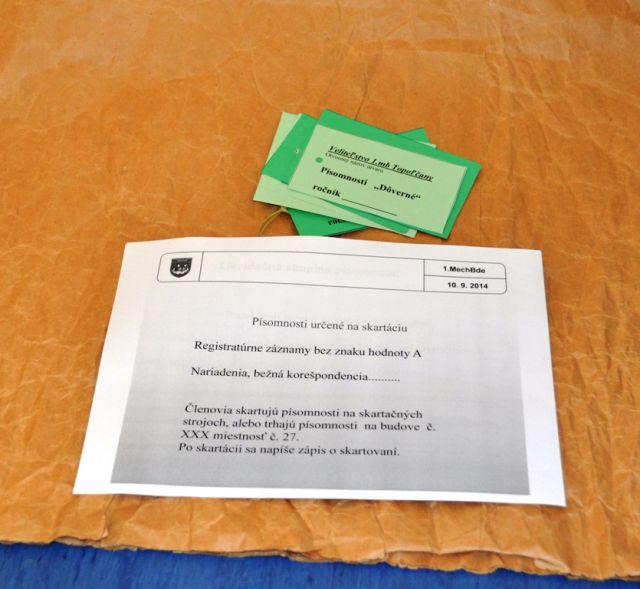 Veliteľstvo 1.mb Topoľčany
Písomnosti „Dôverné“
ročník
1.MechBde
10. 9. 2014
Písomnosti určené na skartáciu
Registratúrne záznamy bez znaku hodnoty A
Nariadenia, bežná korešpondencia..........
Členovia skartujú písomnosti na skartačných
strojoch, alebo trhajú písomnosti na budove č.
XXX miestnosť č. 27.
Po skartácii sa napíše zápis o skartovaní.